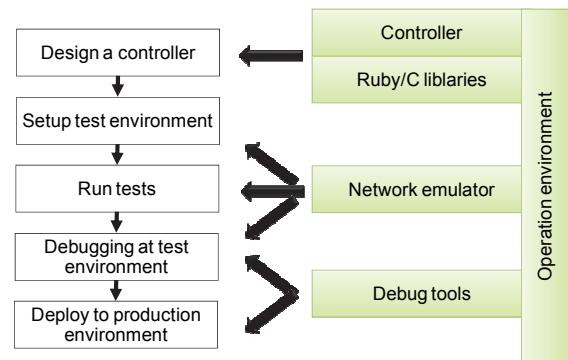 Design a controller
Setup test environment
Run tests
Debugging at test
environment
Deploy to production
environment
Controller
Ruby/C liblaries
Network emulator
Debug tools
Operation environment